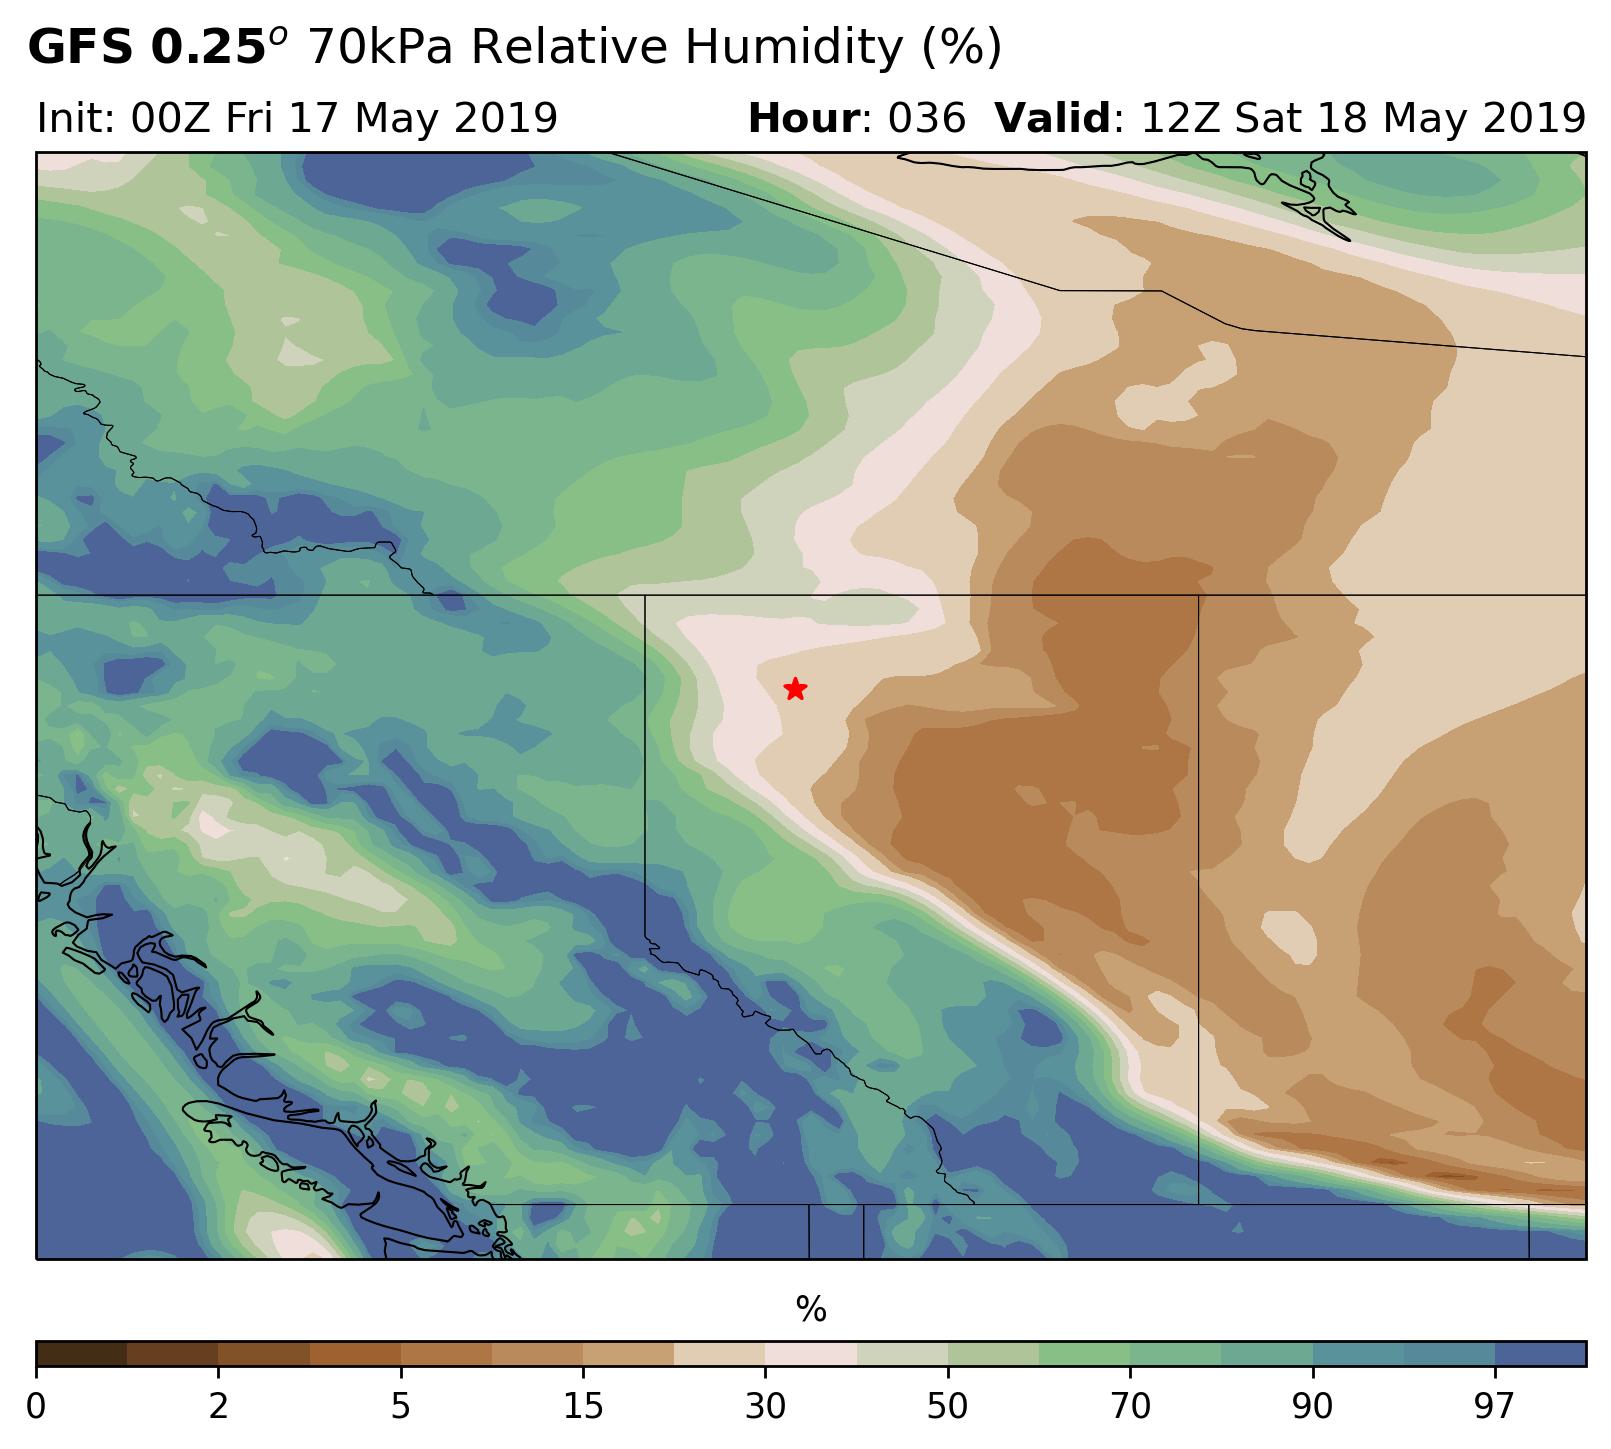 GFS 0.25° 70kPa Relative Humidity (%)
Init: 00Z Fri 17 May 2019 Hour: 036 Valid: 12Z Sat 18 May 2019
%
0 2 5 15 30 50 70 90 97